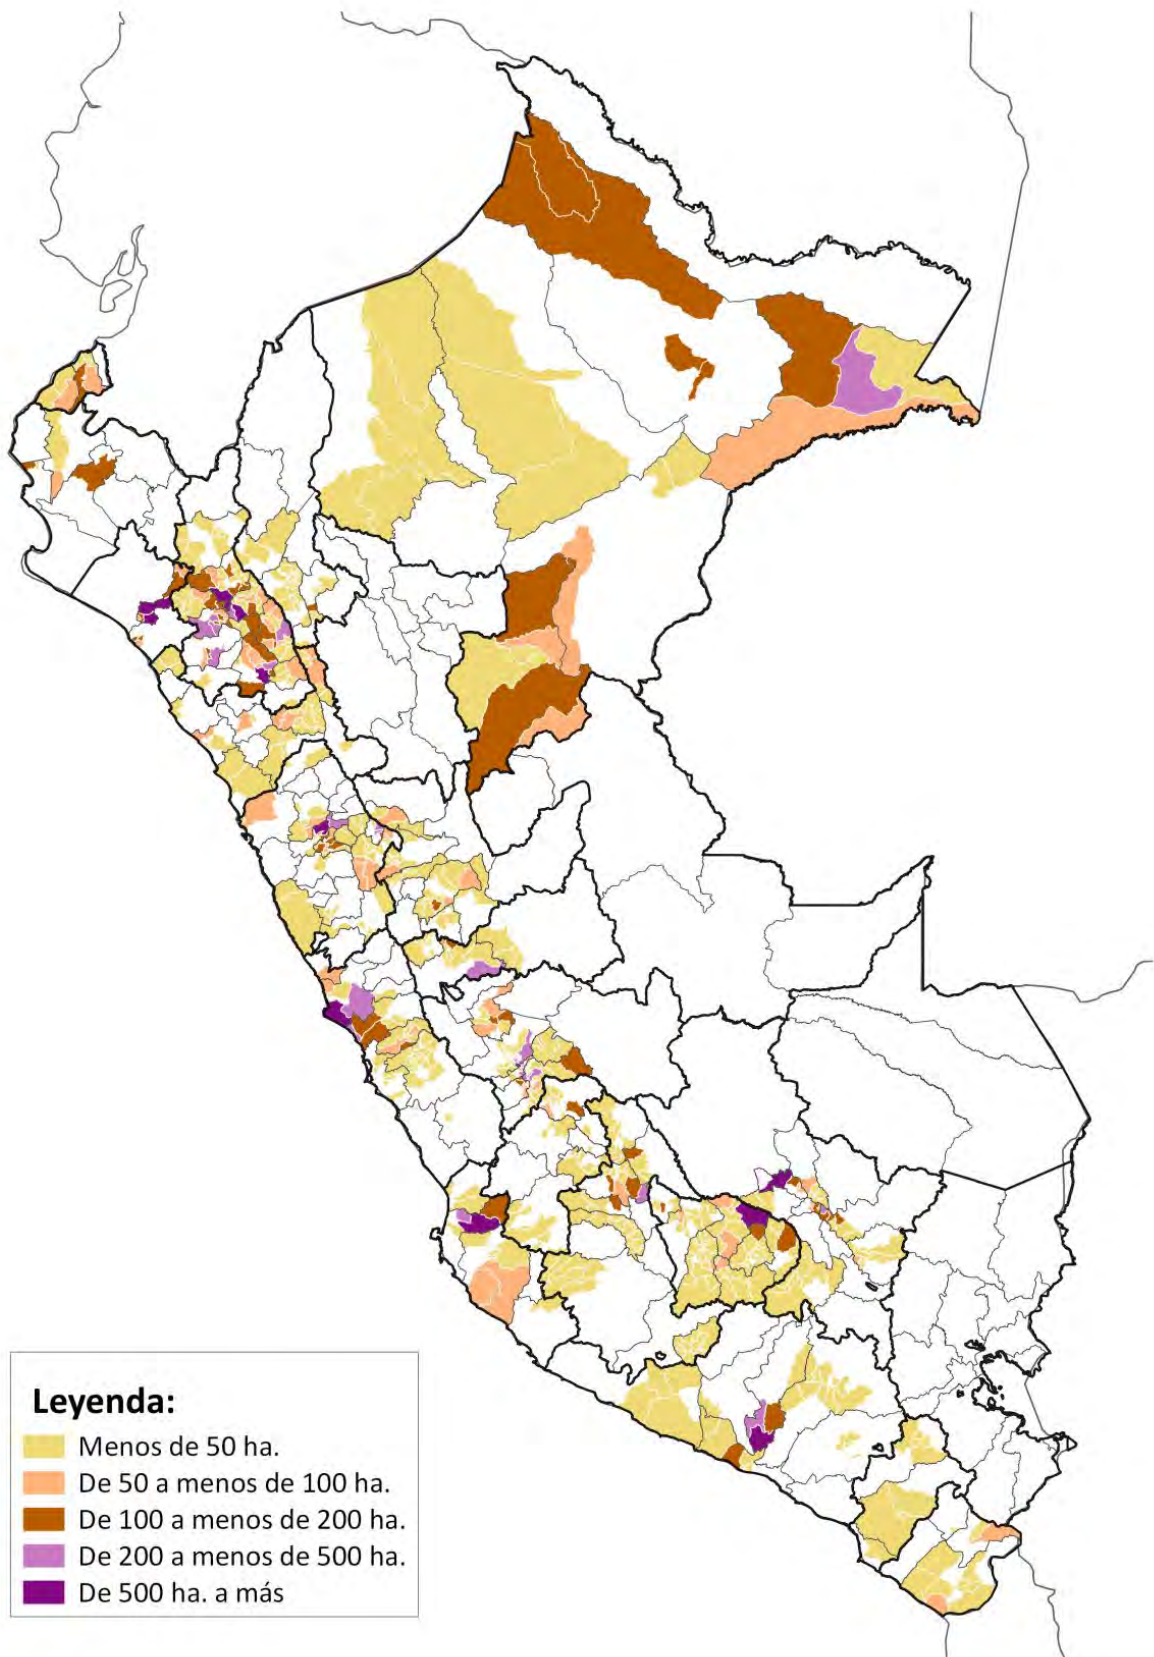 Leyenda:
Menos de 50 ha.
De 50 a menos de 100 ha.
De 100 a menos de 200 ha.
De 200 a menos de 500 ha.
De 500 ha. a más